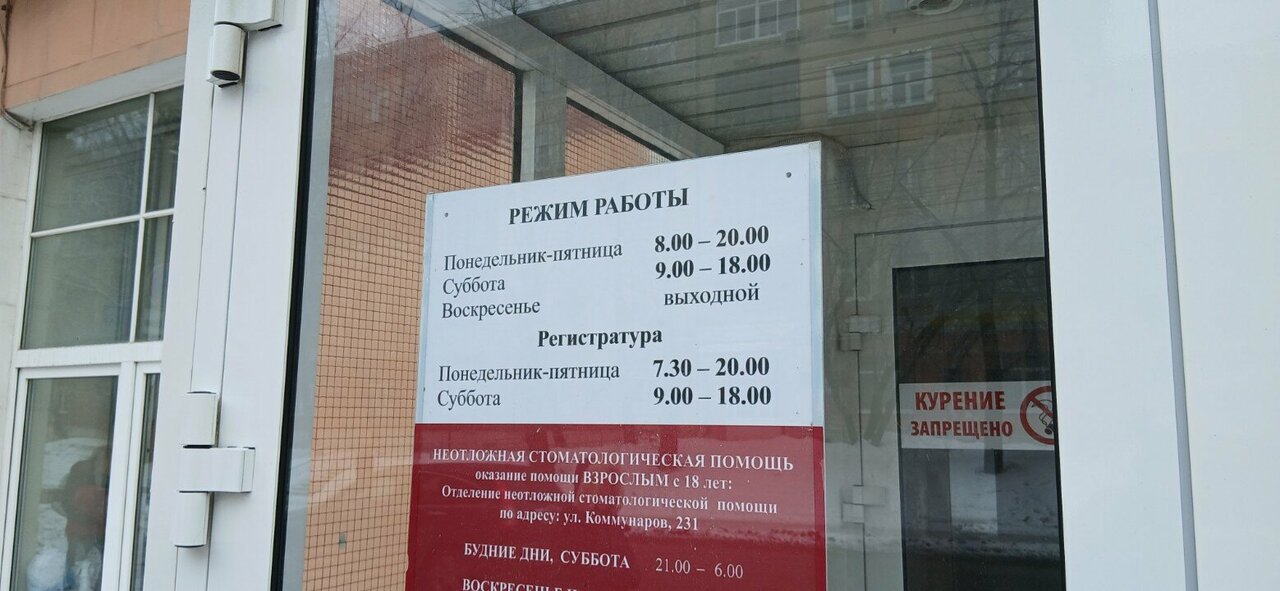 РЕЖИМ РАБОТЫ
Понедельник-пятница 8.00 – 20.00
Суббота 9.00 – 18.00
Воскресенье выходной
Регистратура
Понедельник-пятница 7.30 – 20.00
Суббота 9.00 – 18.00
НЕОТЛОЖНАЯ СТОМАТОЛОГИЧЕСКАЯ ПОМОЩЬ
оказание помощи ВЗРОСЛЫМ с 18 лет:
Отделение неотложной стоматологической помощи
по адресу: ул. Коммунаров, 231
БУДНИЕ ДНИ, СУББОТА 21.00 – 6.00
ВОСКРЕСЕНЬЕ
КУРЕНИЕ
ЗАПРЕЩЕНО